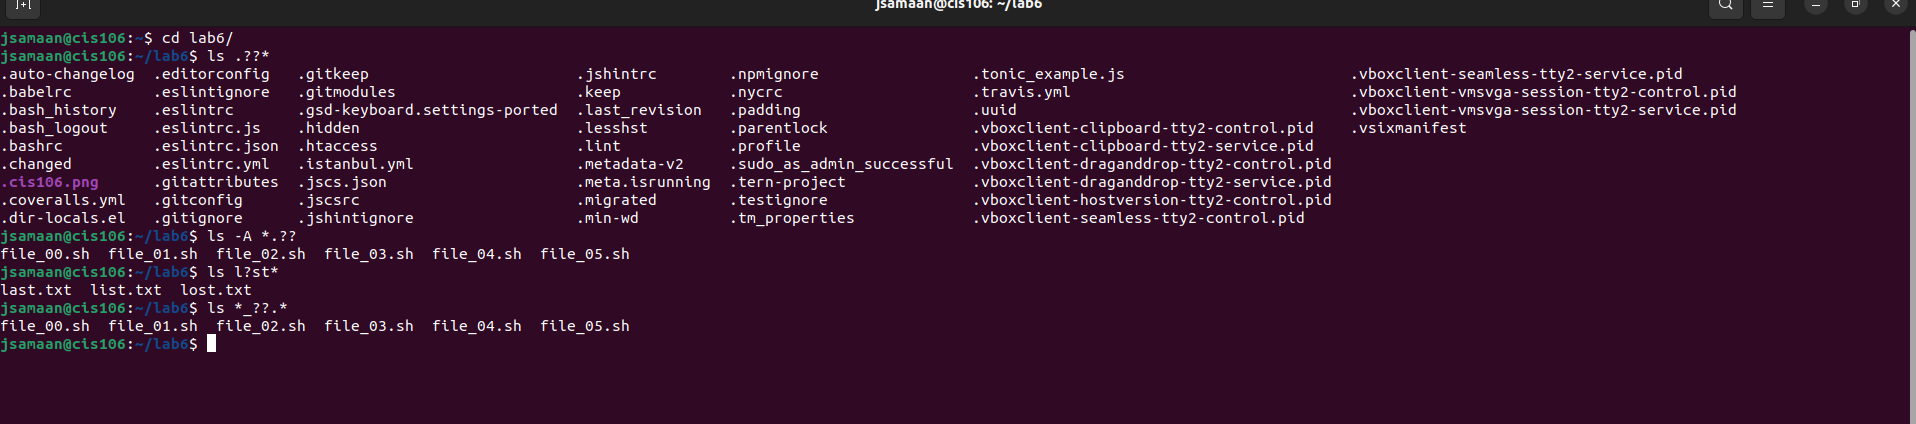 jsamaan@cis106: ~/lab6
jsamaan@cis106:~$ cd lab6/
jsamaan@cis106:~/lab6$ ls .??*
.auto-changelog .editorconfig .gitkeep .jshintrc .npmignore .tonic_example.js .vboxclient-seamless-tty2-service.pid
.babelrc .eslintignore .gitmodules .keep .nycrc .travis.yml .vboxclient-vmsvga-session-tty2-control.pid
.bash_history .eslintrc .gsd-keyboard.settings-ported .last_revision .padding .uuid .vboxclient-vmsvga-session-tty2-service.pid
.bash_logout .eslintrc.js .hidden .lesshst .parentlock .vboxclient-clipboard-tty2-control.pid .vsixmanifest
.bashrc .eslintrc.json .htaccess .lint .profile .vboxclient-clipboard-tty2-service.pid
.changed .eslintrc.yml .istanbul.yml .metadata-v2 .sudo_as_admin_successful .vboxclient-draganddrop-tty2-control.pid
.cis106.png .gitattributes .jscs.json .meta.isrunning .tern-project .vboxclient-draganddrop-tty2-service.pid
.coveralls.yml .gitconfig .jscsrc .migrated .testignore .vboxclient-hostversion-tty2-control.pid
.dir-locals.el .gitignore .jshintignore .min-wd .tm_properties .vboxclient-seamless-tty2-control.pid
jsamaan@cis106:~/lab6$ ls -A *.??
file_00.sh file_01.sh file_02.sh file_03.sh file_04.sh file_05.sh
jsamaan@cis106:~/lab6$ ls l?st*
last.txt list.txt lost.txt
jsamaan@cis106:~/lab6$ ls *_??.*
file_00.sh file_01.sh file_02.sh file_03.sh file_04.sh file_05.sh
jsamaan@cis106:~/lab6$